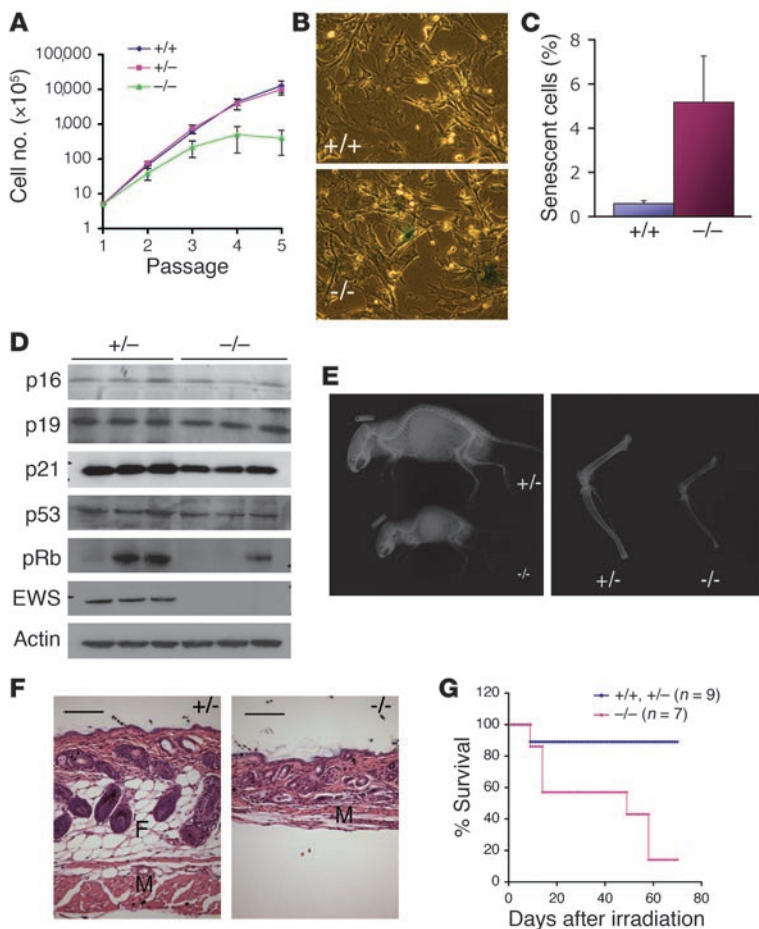 A
+/+
+/–
–/–
Cell no. (×10⁵)
100,000
10,000
1,000
100
10
1
1 2 3 4 5
Passage
B
+/+
-/-
C
Senescent cells (%)
8
6
4
2
0
+/+ –/–
D
+/– –/–
p16
p19
p21
p53
pRb
EWS
Actin
E
+/-
-/-
+/- -/-
F
+/-
F
M
-/-
M
G
+/+, +/– (n = 9)
–/– (n = 7)
% Survival
120
100
80
60
40
20
0
0 20 40 60 80
Days after irradiation